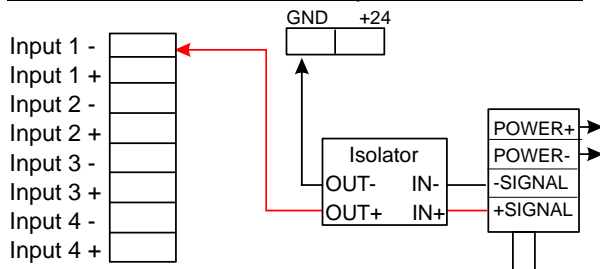 GND +24
Input 1 -
Input 1 +
Input 2 -
Input 2 +
Input 3 -
Input 3 +
Input 4 -
Input 4 +
Isolator
OUT- IN-
OUT+ IN+
POWER+
POWER-
-SIGNAL
+SIGNAL